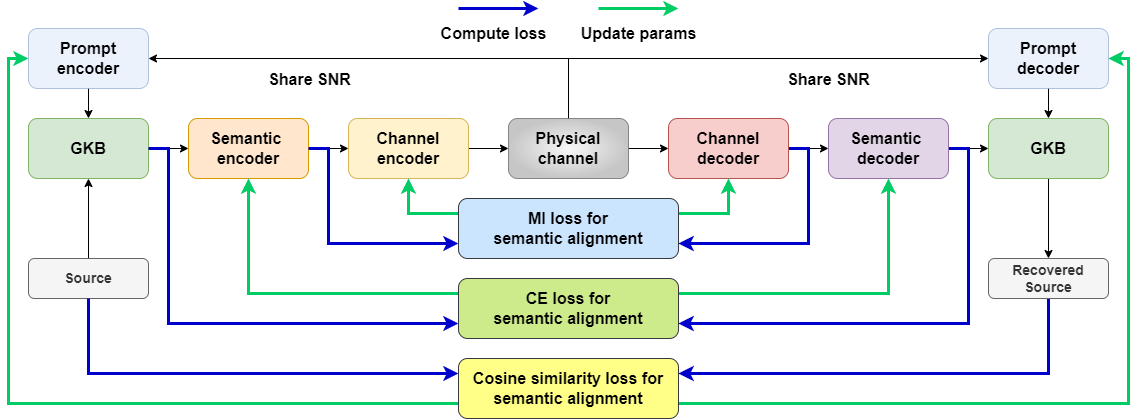 Compute loss
Update params
Prompt
encoder
Share SNR
Share SNR
Prompt
decoder
GKB
Semantic
encoder
Channel
encoder
Physical
channel
Channel
decoder
Semantic
decoder
GKB
MI loss for
semantic alignment
Source
Recovered
Source
CE loss for
semantic alignment
Cosine similarity loss for
semantic alignment